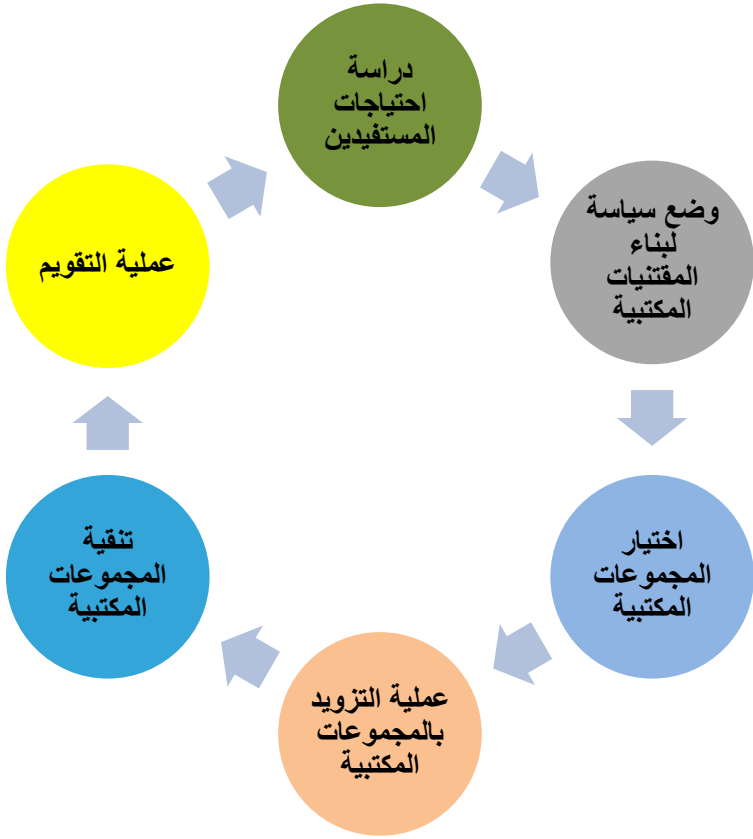 دراسة
احتياجات
المستفيدين
وضع سياسة
لبناء
المقتنيات
المكتبية
اختيار
المجموعات
المكتبية
عملية التزويد
بالمجموعات
المكتبية
تنقية
المجموعات
المكتبية
عملية التقويم